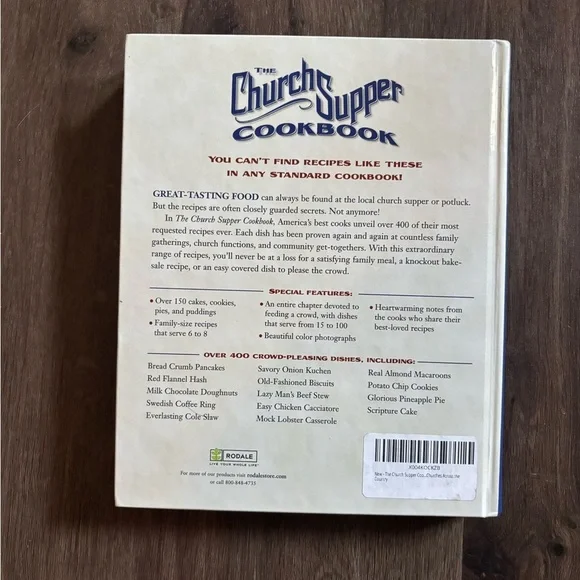 THE
Church Supper
COOKBOOK
YOU CAN'T FIND RECIPES LIKE THESE
IN ANY STANDARD COOKBOOK!
GREAT-TASTING FOOD can always be found at the local church supper or potluck.
But the recipes are often closely guarded secrets. Not anymore!
In The Church Supper Cookbook, America's best cooks unveil over 400 of their most
requested recipes ever. Each dish has been proven again and again at countless family
gatherings, church functions, and community get-togethers. With this extraordinary
range of recipes, you'll never be at a loss for a satisfying family meal, a knockout bake-
sale recipe, or an easy covered dish to please the crowd.
SPECIAL FEATURES:
• Over 150 cakes, cookies,
pies, and puddings
• Family-size recipes
that serve 6 to 8
• An entire chapter devoted to
feeding a crowd, with dishes
that serve from 15 to 100
• Beautiful color photographs
• Heartwarming notes from
the cooks who share their
best-loved recipes
OVER 400 CROWD-PLEASING DISHES, INCLUDING:
Bread Crumb Pancakes
Red Flannel Hash
Milk Chocolate Doughnuts
Swedish Coffee Ring
Everlasting Cole Slaw
Savory Onion Kuchen
Old-Fashioned Biscuits
Lazy Man's Beef Stew
Easy Chicken Cacciatore
Mock Lobster Casserole
Real Almond Macaroons
Potato Chip Cookies
Glorious Pineapple Pie
Scripture Cake
RODALE
LIVE YOUR WHOLE LIFE
For more of our products visit rodalestore.com
or call 800-848-4735
New - The Church Supper
Country